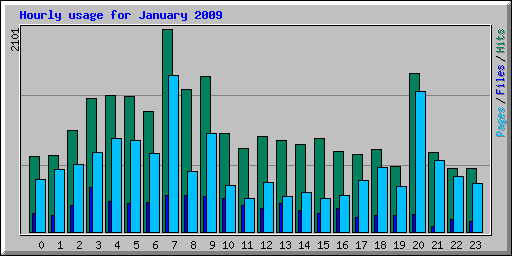 Hourly usage for January 2009
2101
Pages / Files / Hits
0 1 2 3 4 5 6 7 8 9 10 11 12 13 14 15 16 17 18 19 20 21 22 23